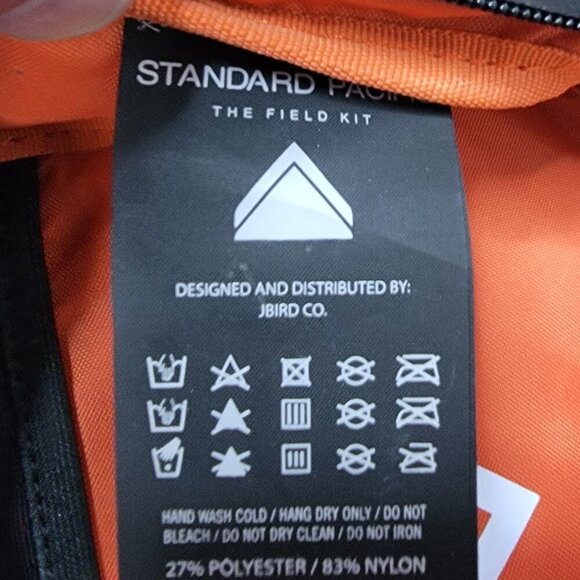 STANDARD PACIFIC
THE FIELD KIT
DESIGNED AND DISTRIBUTED BY:
JBIRD CO.
HAND WASH COLD / HANG DRY ONLY / DO NOT
BLEACH / DO NOT DRY CLEAN / DO NOT IRON
27% POLYESTER / 83% NYLON